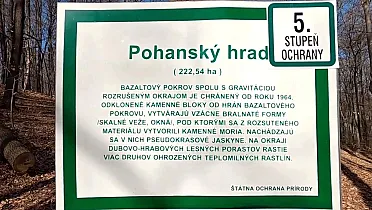 5.
STUPEŇ
OCHRANY
Pohanský hrad
(222,54 ha)
BAZALTOVÝ POKROV SPOLU S GRAVITAČIOU
ROZRUŠENÝM OKRAJOM JE CHRÁNENÝ OD ROKU 1964.
ODKLONENÉ KAMENNÉ BLOKY OD HRÁN BAZALTOVÉHO
POKROVU, VYTVÁRAJÚ VZÁCNE BRALNATÉ FORMY
/SKALNÉ VEŽE, OKNÁ/, POD KTORÝMI SA Z ROZSUTÉHO
MATERIÁLU VYTVORILI KAMENNÉ MORIA. NACHÁDZAJÚ
SA V NICH PSEUDOKRASOVÉ JASKYNE. NA OKRAJI
DUBOVO-HRABOVÝCH LESNÝCH PORASTOV RASTIE
VIAC DRUHOV OHROZENÝCH TEPLOMILNÝCH RASTLÍN.
ŠTÁTNA OCHRANA PRÍRODY